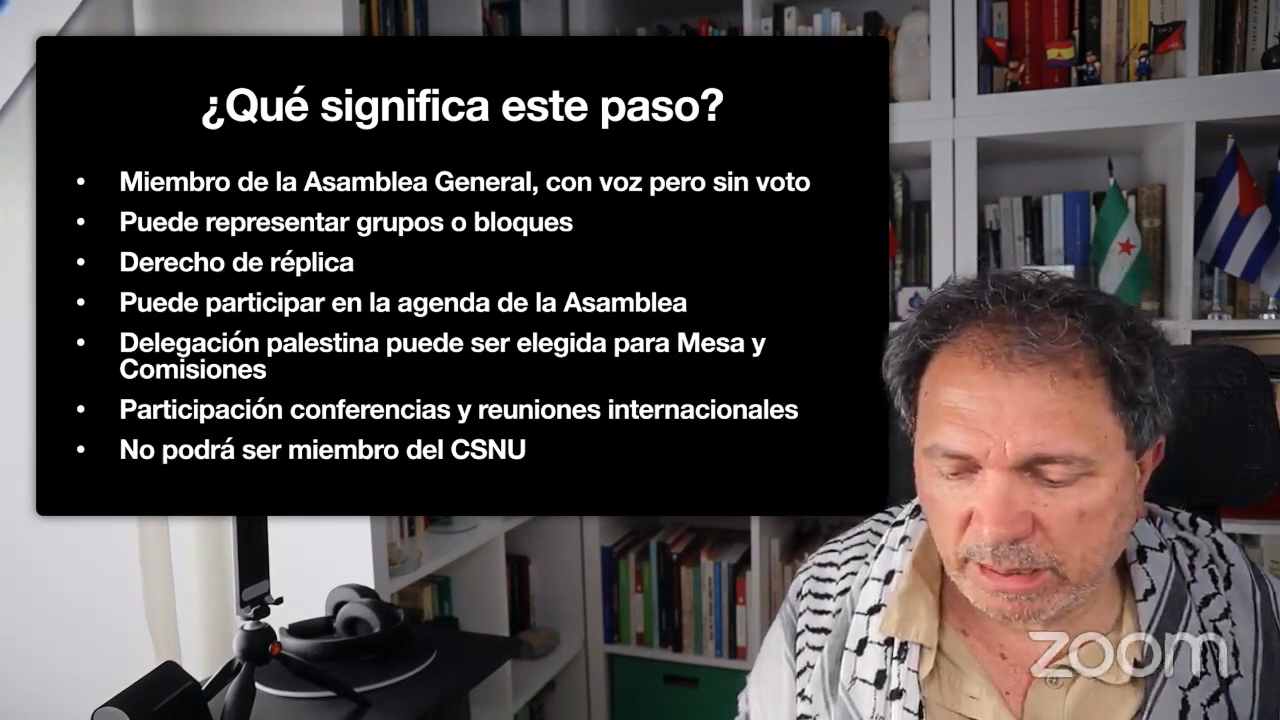 ¿Qué significa este paso?
• Miembro de la Asamblea General, con voz pero sin voto
• Puede representar grupos o bloques
• Derecho de réplica
• Puede participar en la agenda de la Asamblea
• Delegación palestina puede ser elegida para Mesa y
Comisiones
• Participación conferencias y reuniones internacionales
• No podrá ser miembro del CSNU
zoom